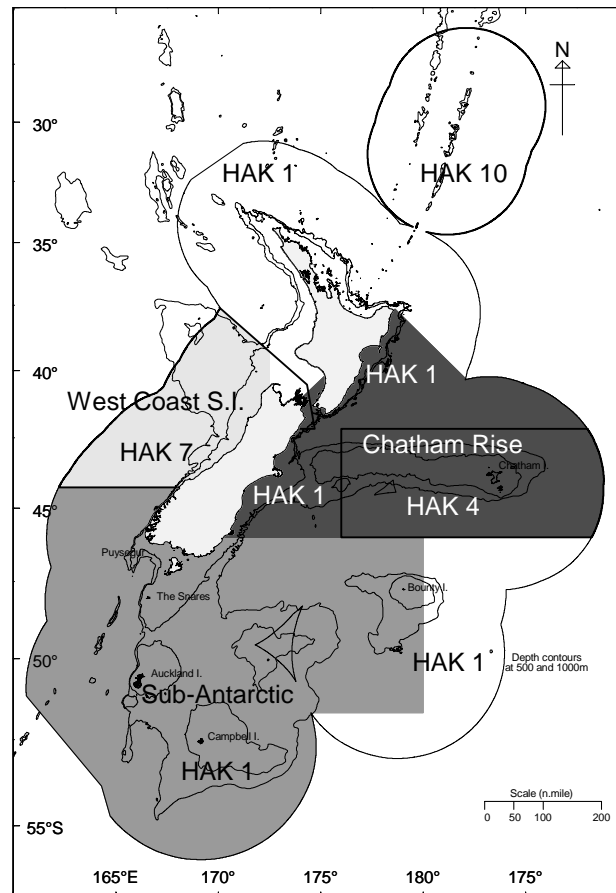 N
30°
HAK 1
HAK 10
35°
40°
HAK 1
West Coast S.I.
Chatham Rise
HAK 7
Chatham I.
HAK 1
HAK 4
45°
Puysegur
The Snares
Bounty I.
50°
HAK 1
Depth contours
at 500 and 1000m
Auckland I.
Sub-Antarctic
Campbell I.
HAK 1
Scale (n.mile)
0 50 100 200
55°S
165°E 170° 175° 180° 175°